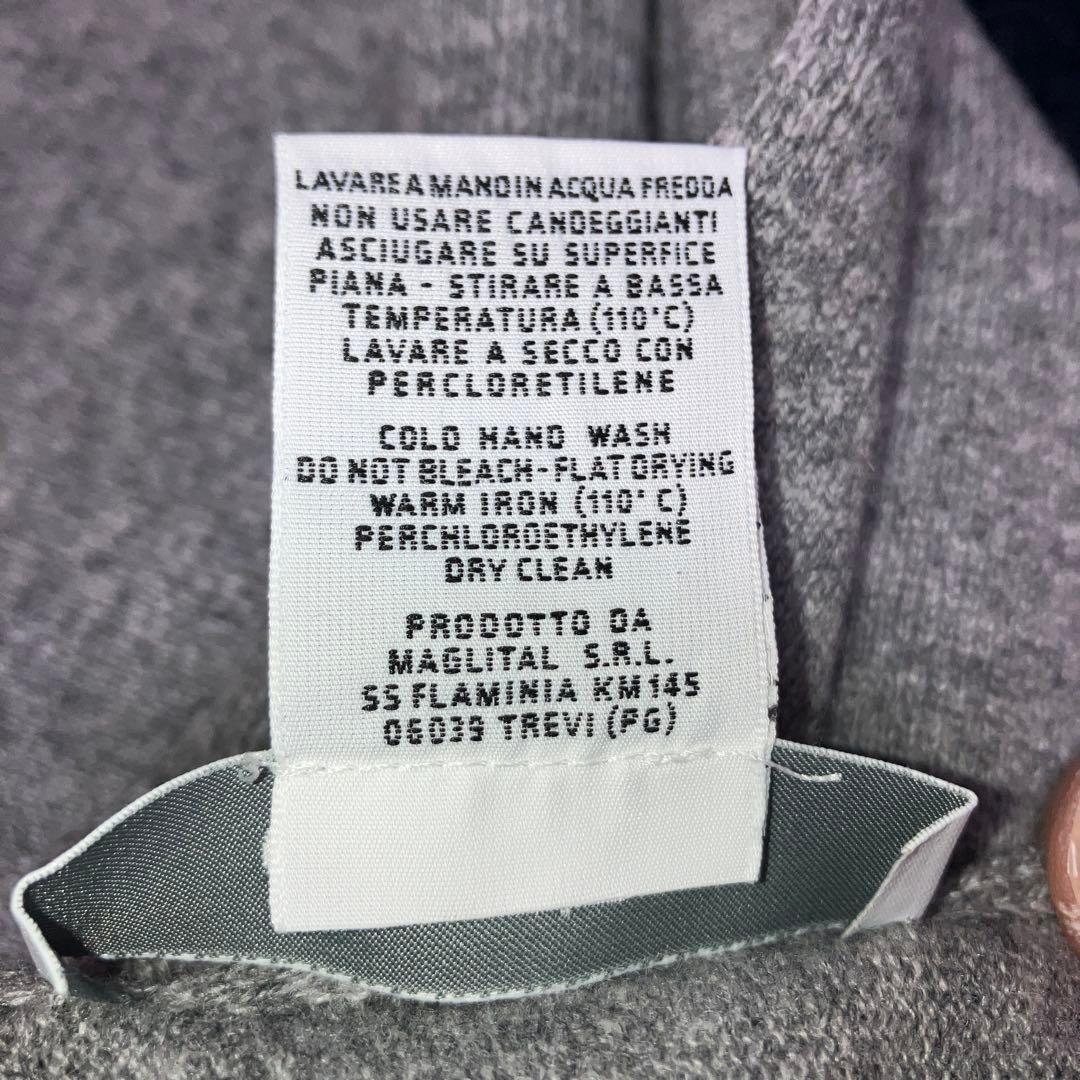 LAVARE A MANO IN ACQUA FREDDA
NON USARE CANDEGGIANTI
ASCIUGARE SU SUPERFICE
PIANA - STIRARE A BASSA
TEMPERATURA (110°C)
LAVARE A SECCO CON
PERCLORETILENE
COLD HAND WASH
DO NOT BLEACH-FLAT DRYING
WARM IRON (110°C)
PERCHLOROETHYLENE
DRY CLEAN
PRODOTTO DA
MAGLITAL S.R.L.
SS FLAMINIA KM 145
06039 TREVI (PG)